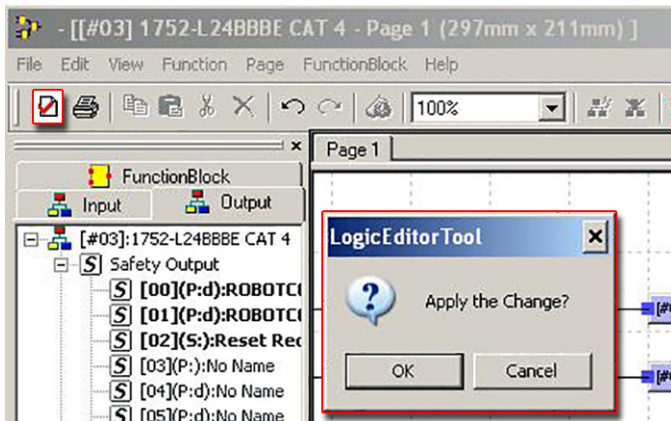 - [[#03] 1752-L24BBBE CAT 4 - Page 1 (297mm x 211mm) ]
File Edit View Function Page FunctionBlock Help
100%
Page 1
FunctionBlock
Input Output
[#03]:1752-L24BBBE CAT 4
S Safety Output
S [00](P:d):ROBOTC
S [01](P:d):ROBOTC
S [02](S:):Reset Rec
S [03](P:):No Name
S [04](P:d):No Name
S [05](P:d):No Name
LogicEditorTool
Apply the Change?
OK Cancel